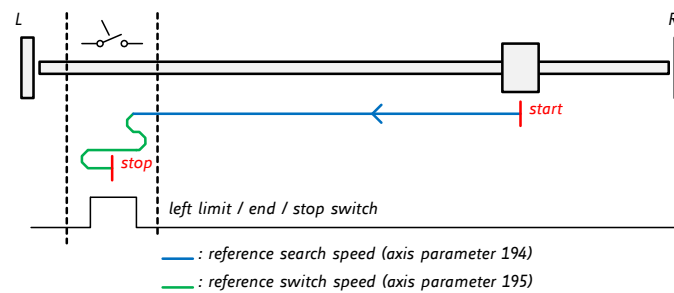 L
R
start
stop
left limit / end / stop switch
: reference search speed (axis parameter 194)
: reference switch speed (axis parameter 195)